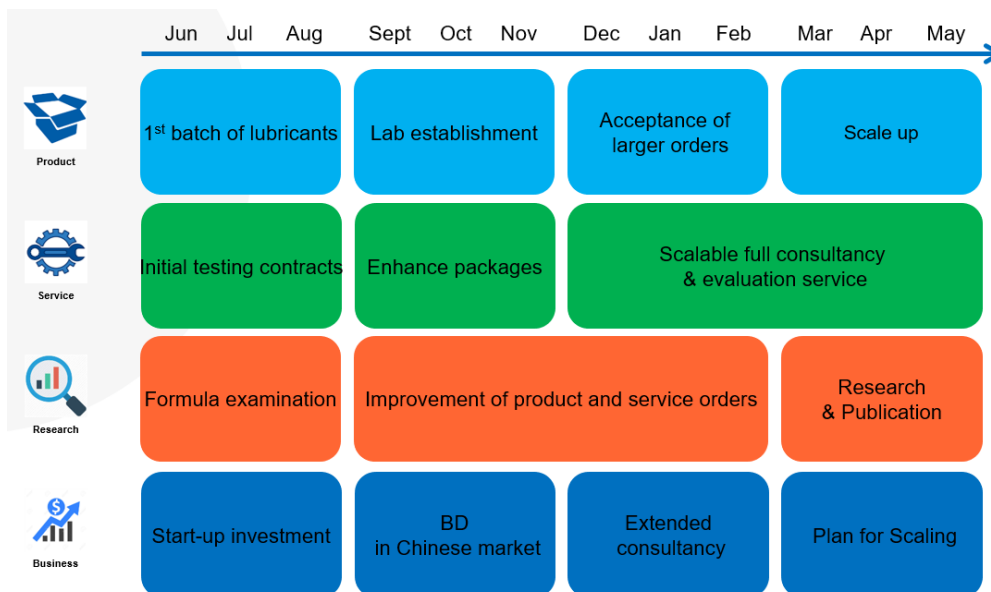 Jun Jul Aug Sept Oct Nov Dec Jan Feb Mar Apr May
Product
1st batch of lubricants
Lab establishment
Acceptance of
larger orders
Scale up
Service
Initial testing contracts
Enhance packages
Scalable full consultancy
& evaluation service
Research
Formula examination
Improvement of product and service orders
Research
& Publication
Business
$
Start-up investment
BD
in Chinese market
Extended
consultancy
Plan for Scaling